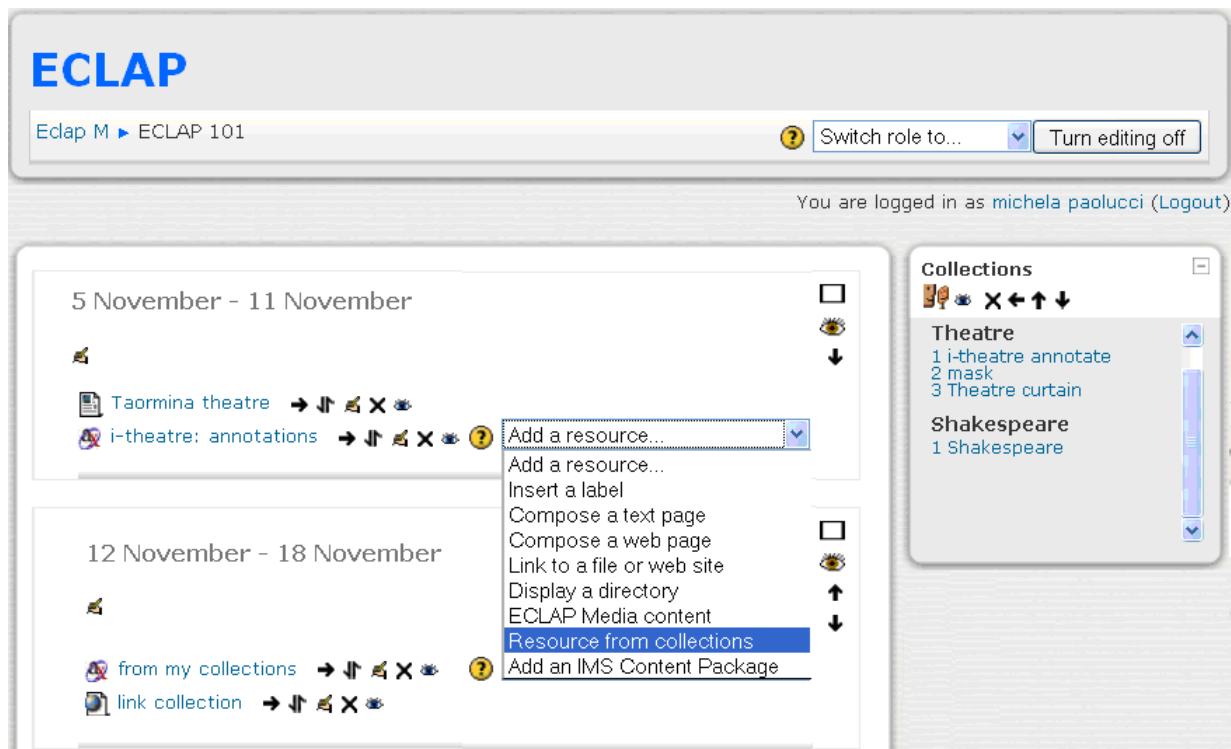 ECLAP
Eclap M ► ECLAP 101
Switch role to...
Turn editing off
You are logged in as michela paolucci (Logout)
5 November - 11 November
Taormina theatre
i-theatre: annotations
Add a resource...
Add a resource...
Insert a label
Compose a text page
Compose a web page
Link to a file or web site
Display a directory
ECLAP Media content
Resource from collections
Add an IMS Content Package
12 November - 18 November
from my collections
link collection
Collections
Theatre
1 i-theatre annotate
2 mask
3 Theatre curtain
Shakespeare
1 Shakespeare